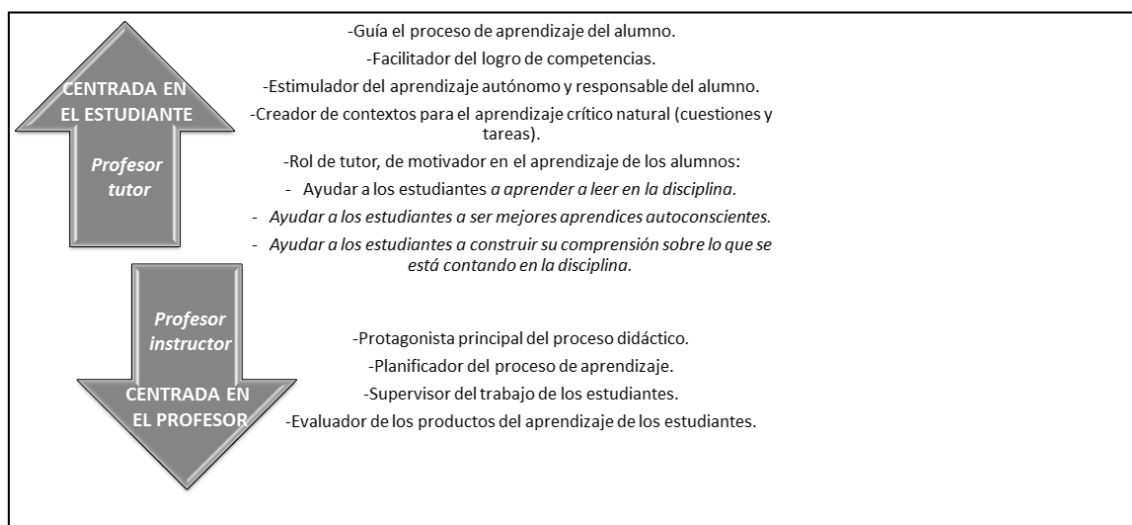 CENTRADA EN
EL ESTUDIANTE
Profesor
tutor
-Guía el proceso de aprendizaje del alumno.
-Facilitador del logro de competencias.
-Estimulador del aprendizaje autónomo y responsable del alumno.
-Creador de contextos para el aprendizaje crítico natural (cuestiones y
tareas).
-Rol de tutor, de motivador en el aprendizaje de los alumnos:
- Ayudar a los estudiantes a aprender a leer en la disciplina.
- Ayudar a los estudiantes a ser mejores aprendices autoconscientes.
- Ayudar a los estudiantes a construir su comprensión sobre lo que se
está contando en la disciplina.
Profesor
instructor
CENTRADA EN
EL PROFESOR
-Protagonista principal del proceso didáctico.
-Planificador del proceso de aprendizaje.
-Supervisor del trabajo de los estudiantes.
-Evaluador de los productos del aprendizaje de los estudiantes.